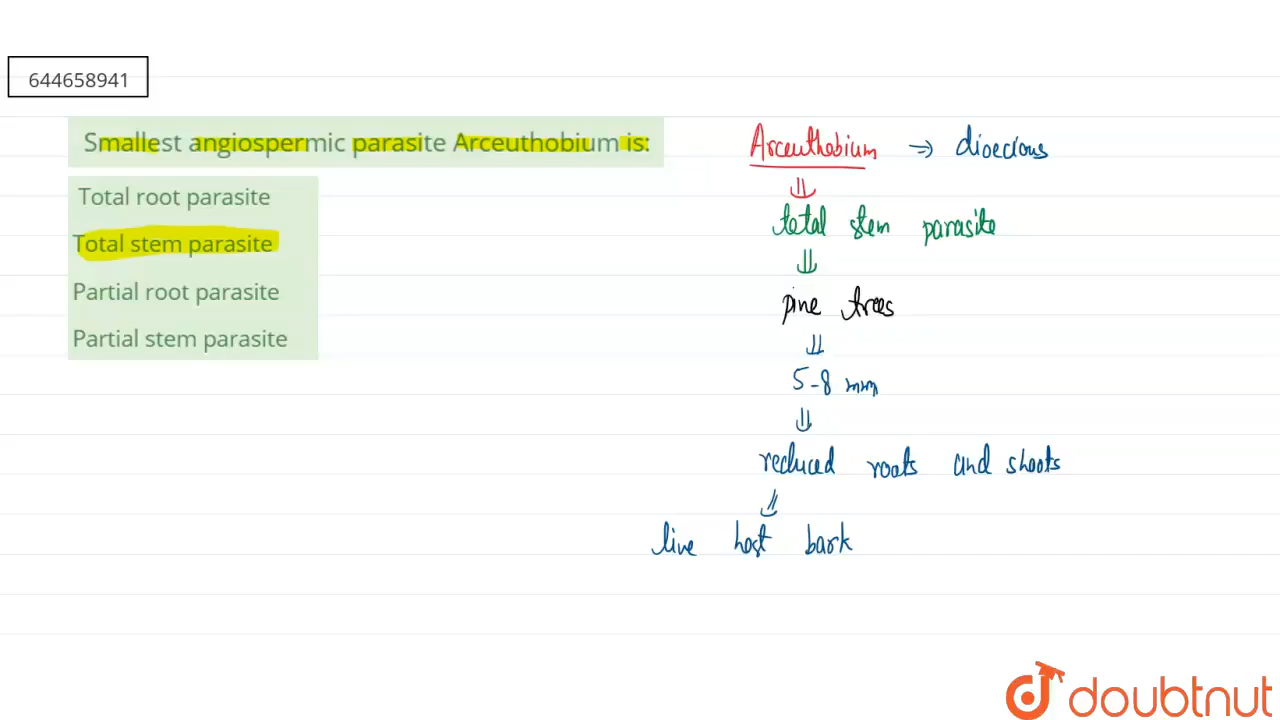 644658941
Smallest angiospermic parasite Arceuthobium is:
Total root parasite
Total stem parasite
Partial root parasite
Partial stem parasite
Arceuthobium → dioecious
total stem parasite
pine trees
5-8 mm
reduced roots and shoots
live host bark
doubtnut